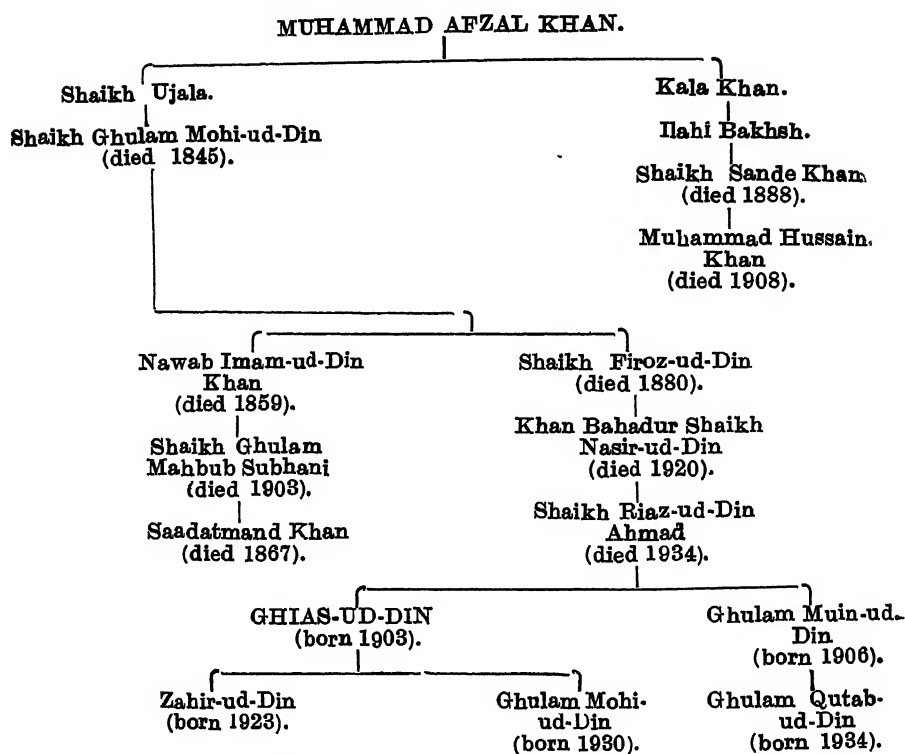 MUHAMMAD AFZAL KHAN.
Shaikh Ujala.
Kala Khan.
Shaikh Ghulam Mohi-ud-Din
(died 1845).
Ilahi Bakhsh.
Shaikh Sande Khan
(died 1888).
Muhammad Hussain
Khan
(died 1908).
Nawab Imam-ud-Din
Khan
(died 1859).
Shaikh Firoz-ud-Din
(died 1880).
Shaikh Ghulam
Mahbub Subhani
(died 1903).
Khan Bahadur Shaikh
Nasir-ud-Din
(died 1920).
Saadatmand Khan
(died 1867).
Shaikh Riaz-ud-Din
Ahmad
(died 1934).
GHIAS-UD-DIN
(born 1903).
Ghulam Muin-ud-
Din
(born 1906).
Zahir-ud-Din
(born 1923).
Ghulam Mohi-
ud-Din
(born 1930).
Ghulam Qutab-
ud-Din
(born 1934).